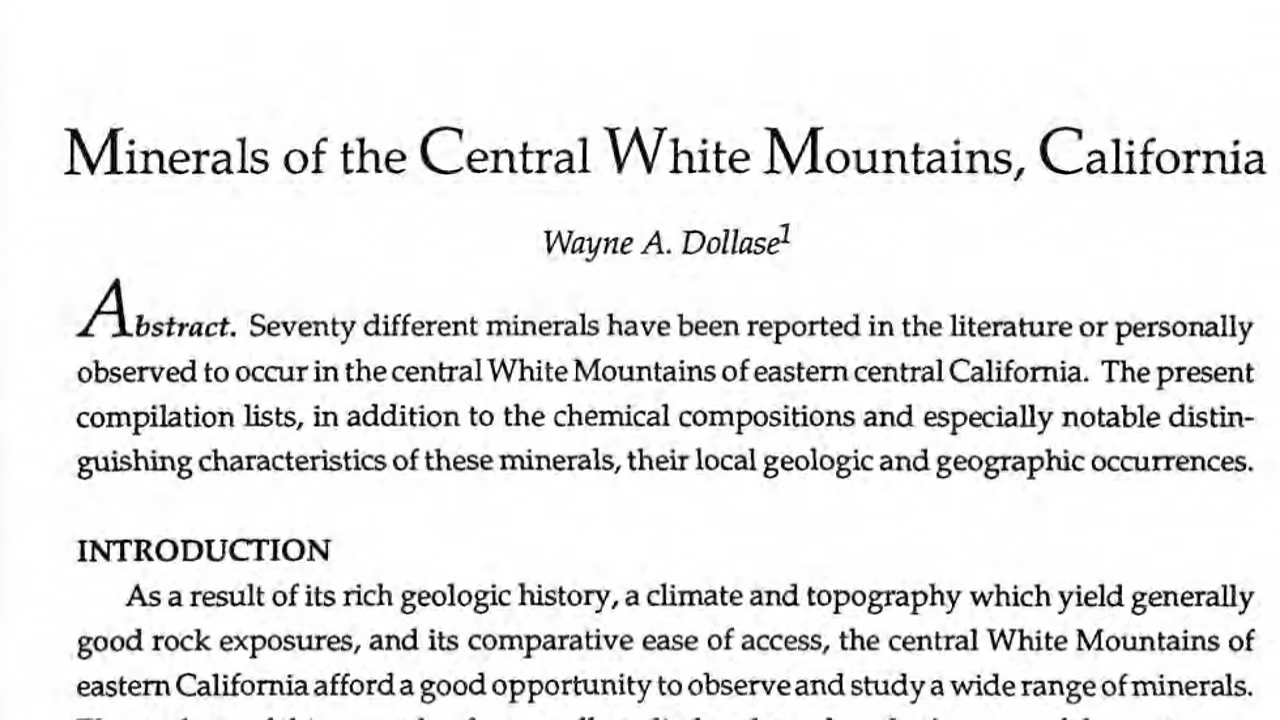 Minerals of the Central White Mountains, California
Wayne A. Dollase1
Abstract. Seventy different minerals have been reported in the literature or personally
observed to occur in the central White Mountains of eastern central California. The present
compilation lists, in addition to the chemical compositions and especially notable distin-
guishing characteristics of these minerals, their local geologic and geographic occurrences.
INTRODUCTION
As a result of its rich geologic history, a climate and topography which yield generally
good rock exposures, and its comparative ease of access, the central White Mountains of
eastern California afford a good opportunity to observe and study a wide range of minerals.